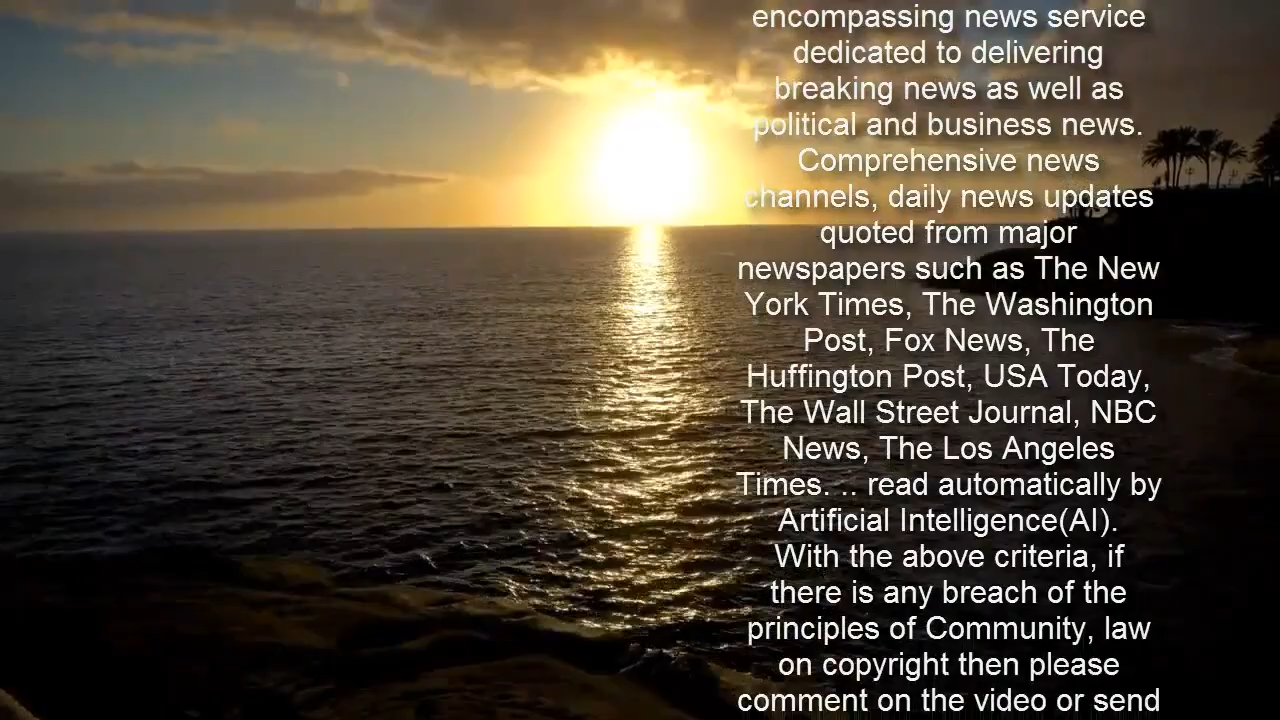 encompassing news service
dedicated to delivering
breaking news as well as
political and business news.
Comprehensive news
channels, daily news updates
quoted from major
newspapers such as The New
York Times, The Washington
Post, Fox News, The
Huffington Post, USA Today,
The Wall Street Journal, NBC
News, The Los Angeles
Times. .. read automatically by
Artificial Intelligence(AI).
With the above criteria, if
there is any breach of the
principles of Community, law
on copyright then please
comment on the video or send